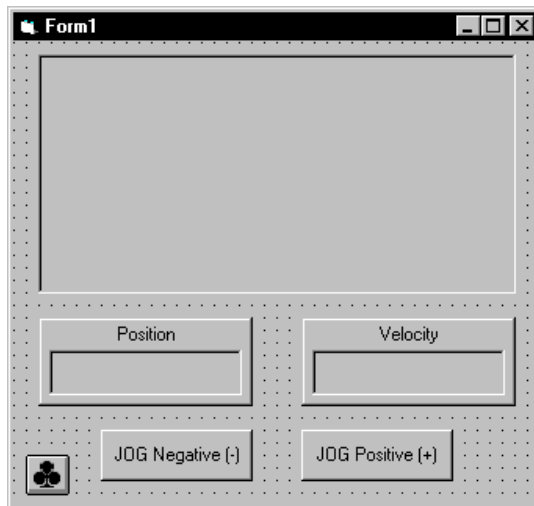 Form1
Position
Velocity
JOG Negative (-)
JOG Positive (+)